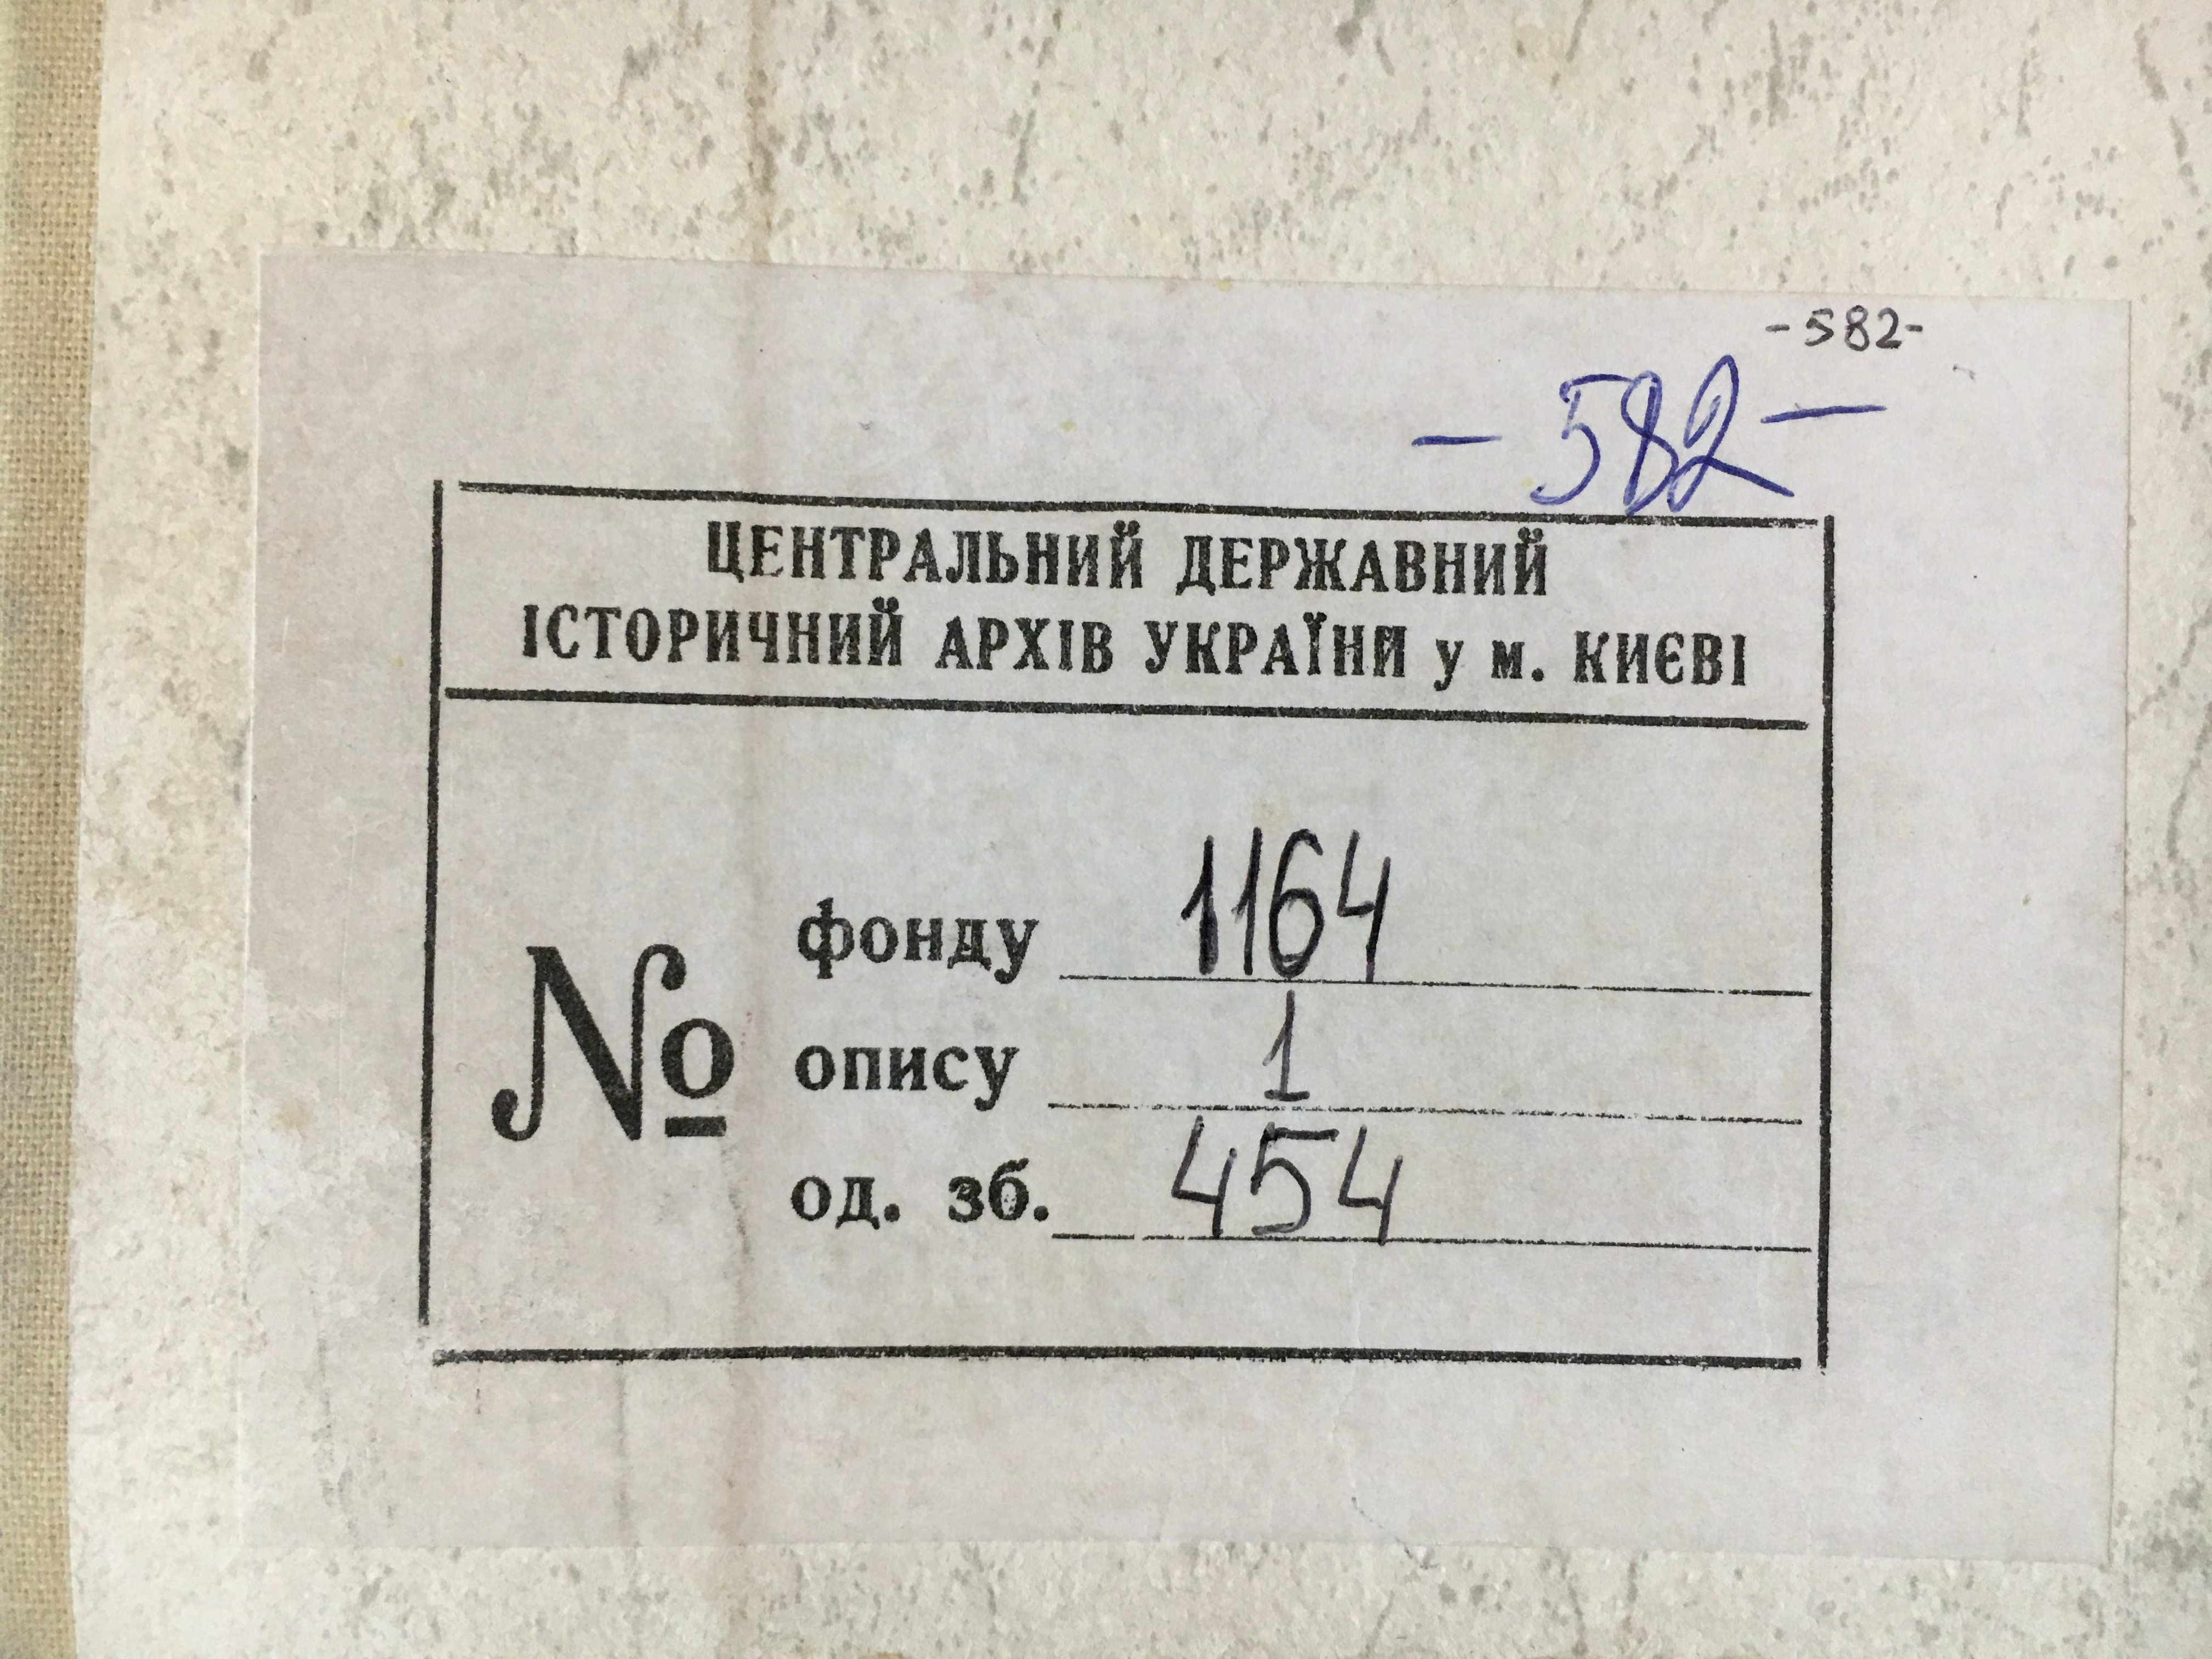 -582-
- 582 -
ЦЕНТРАЛЬНИЙ ДЕРЖАВНИЙ
ІСТОРИЧНИЙ АРХІВ УКРАЇНИ у м. КИЄВІ
№
фонду 1164
опису 1
од. зб. 454